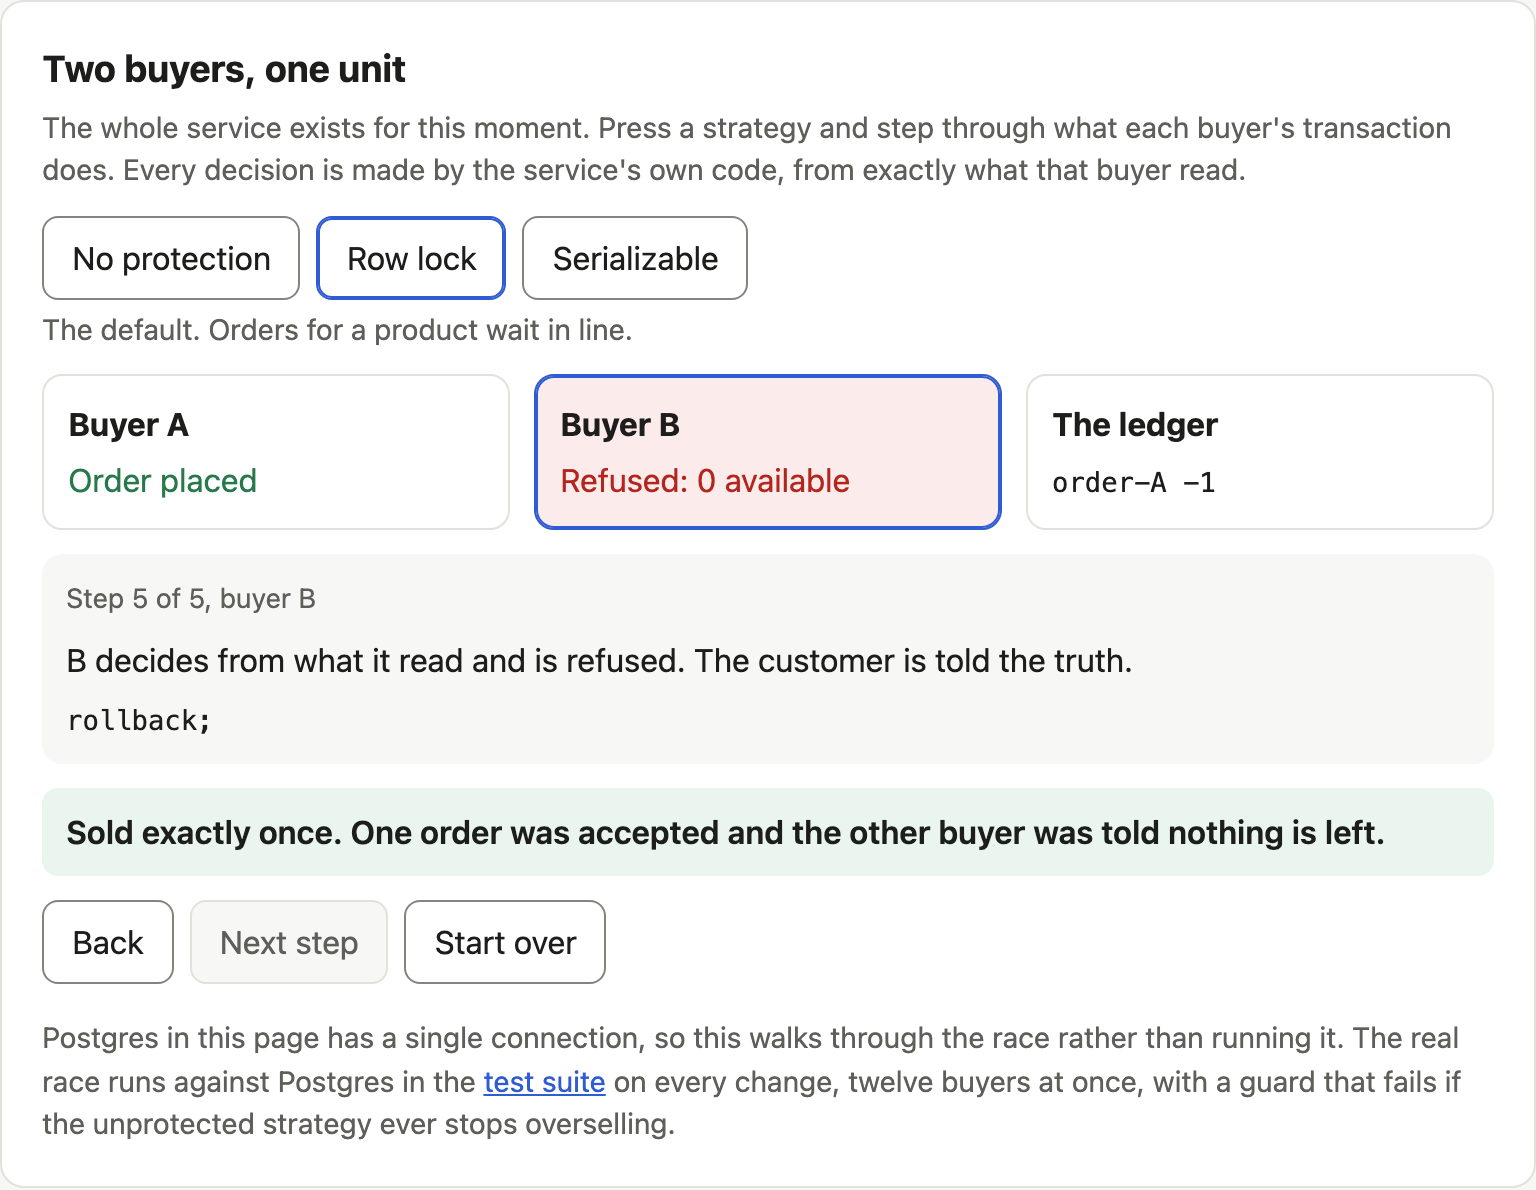 Two buyers, one unit
The whole service exists for this moment. Press a strategy and step through what each buyer's transaction
does. Every decision is made by the service's own code, from exactly what that buyer read.
No protection
Row lock
Serializable
The default. Orders for a product wait in line.
Buyer A
Order placed
Buyer B
Refused: 0 available
The ledger
order-A -1
Step 5 of 5, buyer B
B decides from what it read and is refused. The customer is told the truth.
rollback;
Sold exactly once. One order was accepted and the other buyer was told nothing is left.
Back
Next step
Start over
Postgres in this page has a single connection, so this walks through the race rather than running it. The real
race runs against Postgres in the test suite on every change, twelve buyers at once, with a guard that fails if
the unprotected strategy ever stops overselling.